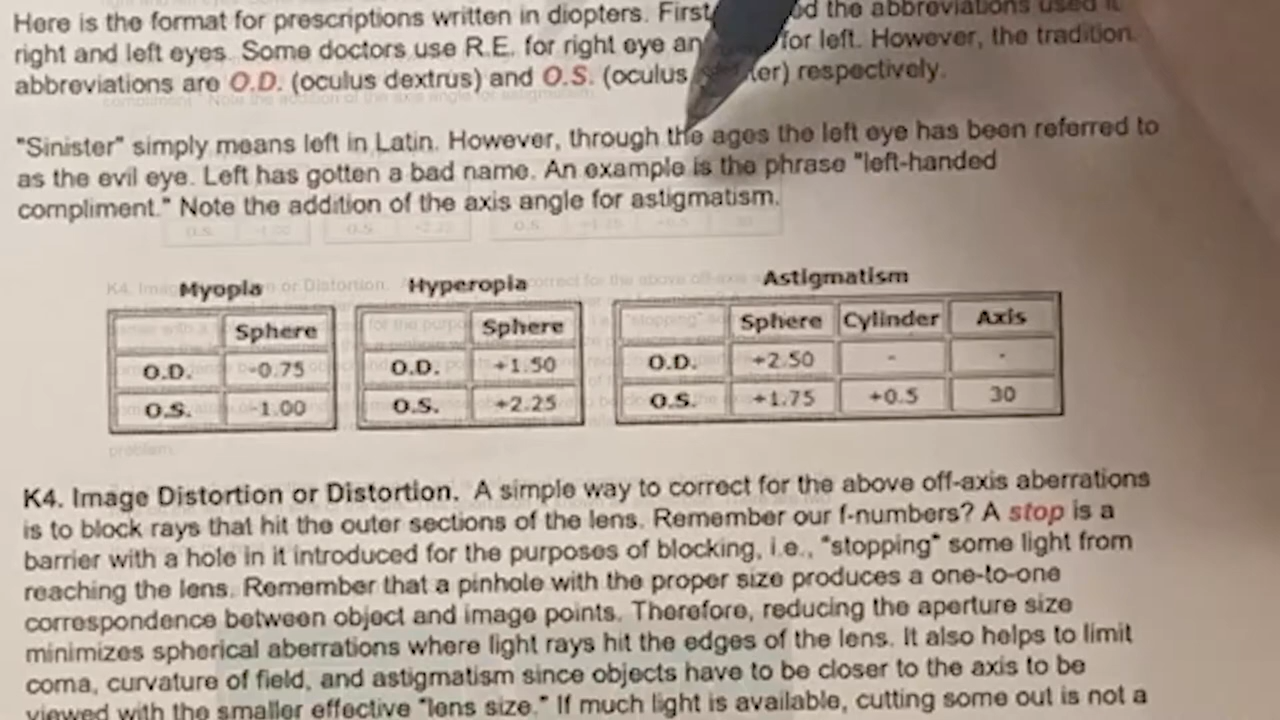 Here is the format for prescriptions written in diopters. First the abbreviations used
right and left eyes. Some doctors use R.E. for right eye an for left. However, the tradition
abbreviations are O.D. (oculus dextrus) and O.S. (oculus ter) respectively.
"Sinister" simply means left in Latin. However, through the ages the left eye has been referred to
as the evil eye. Left has gotten a bad name. An example is the phrase "left-handed
compliment." Note the addition of the axis angle for astigmatism.
Myopia Hyperopia Astigmatism
Sphere Sphere Sphere Cylinder Axis
O.D. -0.75 O.D. +1.50 O.D. +2.50 - -
O.S. -1.00 O.S. +2.25 O.S. +1.75 +0.5 30
K4. Image Distortion or Distortion. A simple way to correct for the above off-axis aberrations
is to block rays that hit the outer sections of the lens. Remember our f-numbers? A stop is a
barrier with a hole in it introduced for the purposes of blocking, i.e., "stopping" some light from
reaching the lens. Remember that a pinhole with the proper size produces a one-to-one
correspondence between object and image points. Therefore, reducing the aperture size
minimizes spherical aberrations where light rays hit the edges of the lens. It also helps to limit
coma, curvature of field, and astigmatism since objects have to be closer to the axis to be
viewed with the smaller effective "lens size." If much light is available, cutting some out is not a